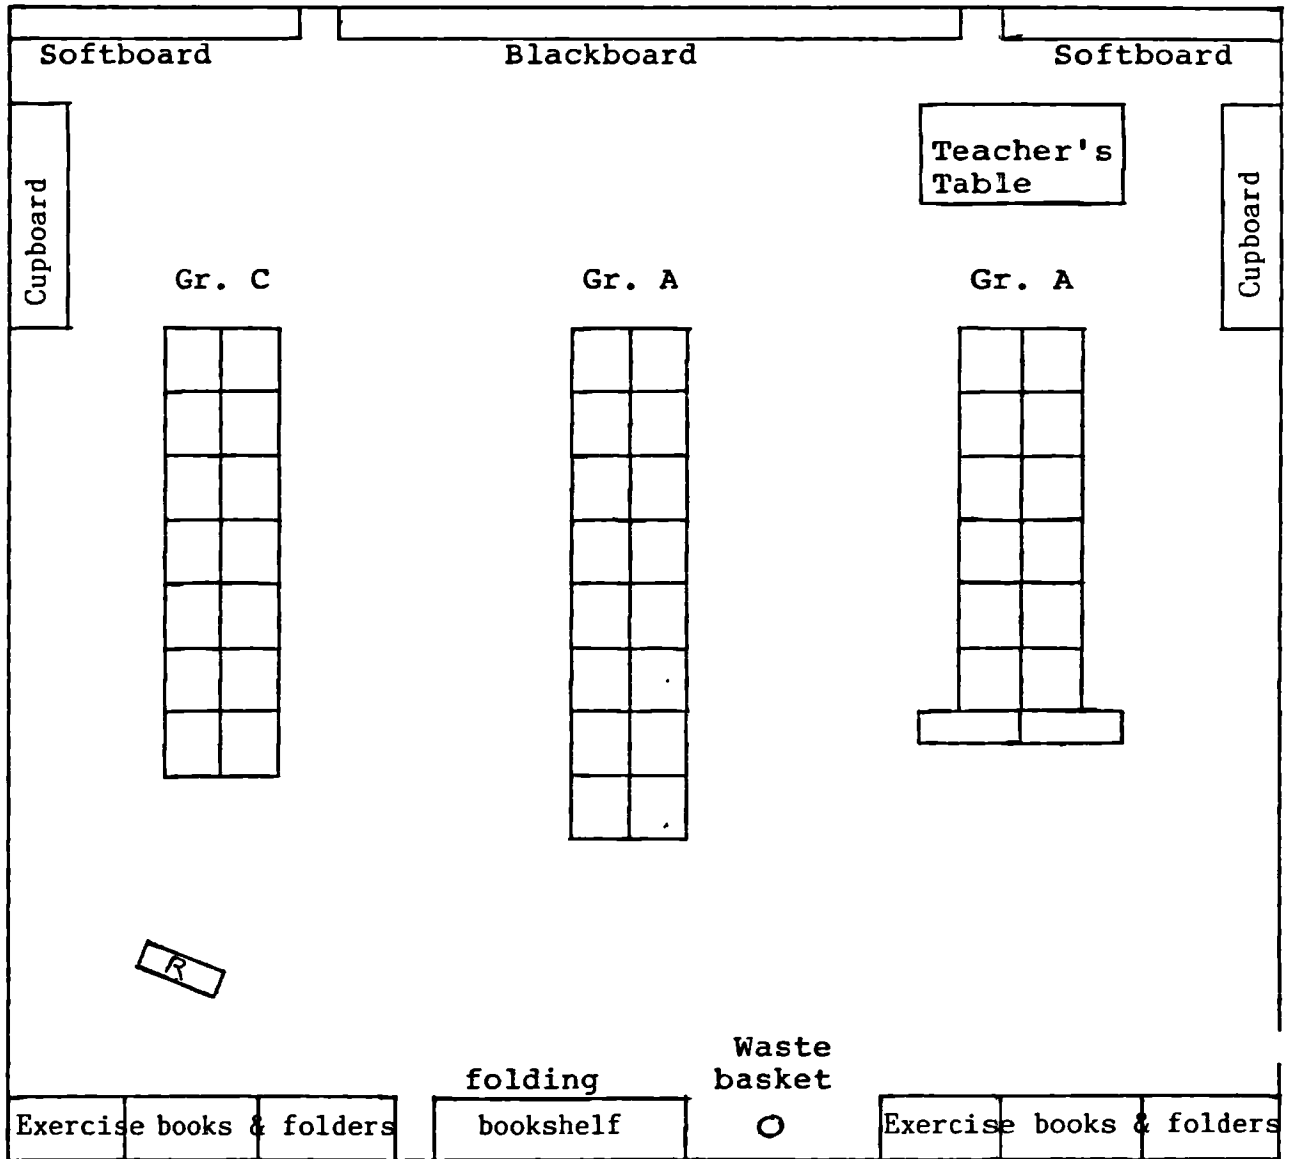 Softboard Blackboard Softboard
Teacher's
Table
Cupboard
Cupboard
Gr. C Gr. A Gr. A
R
Waste
folding basket
Exercise books & folders bookshelf Exercise books & folders